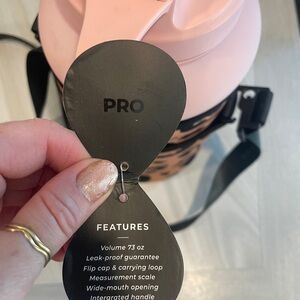 PRO
FEATURES
Volume 73 oz
Leak-proof guarantee
Flip cap & carrying loop
Measurement scale
Wide-mouth opening
Intergrated handle